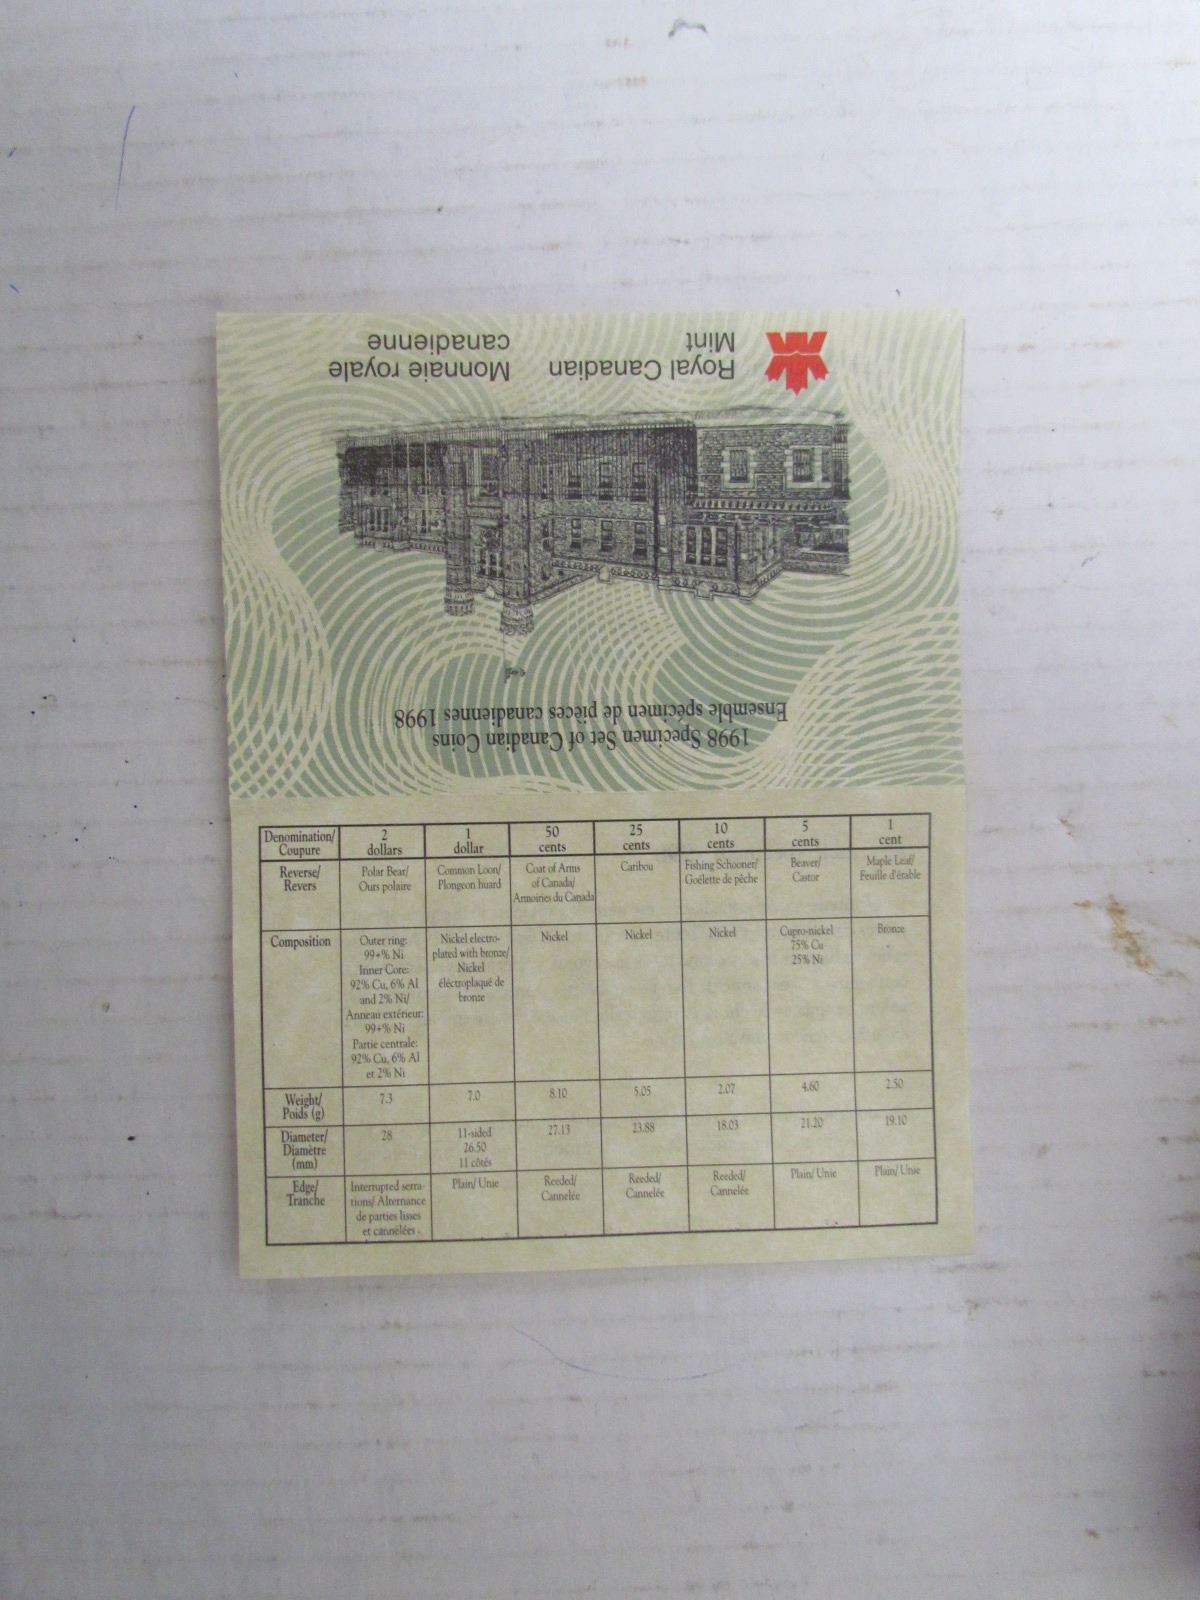 Royal Canadian
Mint
Monnaie royale
canadienne
1998 Specimen Set of Canadian Coins
Ensemble spécimen de pièces canadiennes 1998
Denomination/
Coupure
2
dollars
1
dollar
50
cents
25
cents
10
cents
5
cents
1
cent
Reverse/
Revers
Polar Bear/
Ours polaire
Common Loon/
Plongeon huard
Coat of Arms
of Canada/
Armoiries du Canada
Caribou
Fishing Schooner/
Goélette de pêche
Beaver/
Castor
Maple Leaf/
Feuille d'érable
Composition
Outer ring:
99+% Ni
Inner Core:
92% Cu, 6% Al
and 2% Ni/
Anneau extérieur:
99+% Ni
Partie centrale:
92% Cu, 6% Al
et 2% Ni
Nickel electro-
plated with bronze/
Nickel
éléctroplaqué de
bronze
Nickel
Nickel
Nickel
Cupro-nickel
75% Cu
25% Ni
Bronze
Weight/
Poids (g)
7.3
7.0
8.10
5.05
2.07
4.60
2.50
Diameter/
Diamètre
(mm)
28
11-sided
26.50
11 côtés
27.13
23.88
18.03
21.20
19.10
Edge/
Tranche
Interrupted serra-
tions/ Alternance
de parties lisses
et cannelées
Plain/ Unie
Reeded/
Cannelée
Reeded/
Cannelée
Reeded/
Cannelée
Plain/ Unie
Plain/ Unie